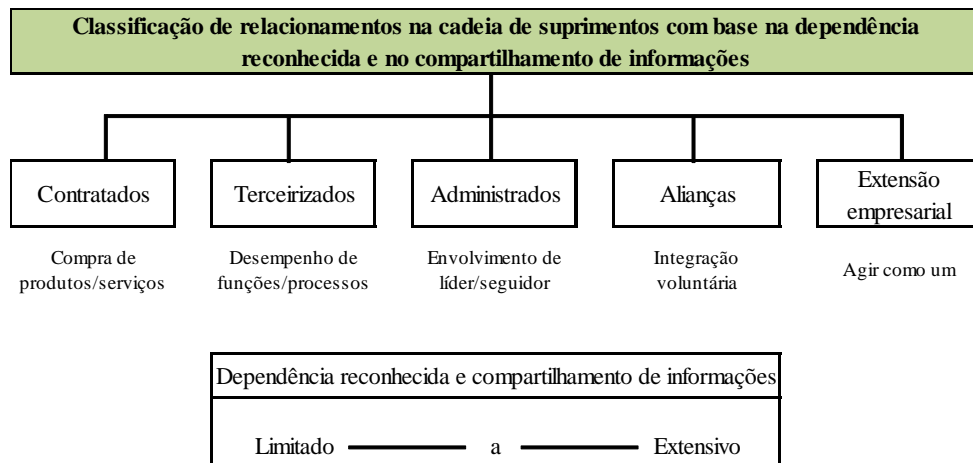 Classificação de relacionamentos na cadeia de suprimentos com base na dependência
reconhecida e no compartilhamento de informações
Contratados
Terceirizados
Administrados
Alianças
Extensão
empresarial
Compra de
produtos/serviços
Desempenho de
funções/processos
Envolvimento de
líder/seguidor
Integração
voluntária
Agir como um
Dependência reconhecida e compartilhamento de informações
Limitado a Extensivo